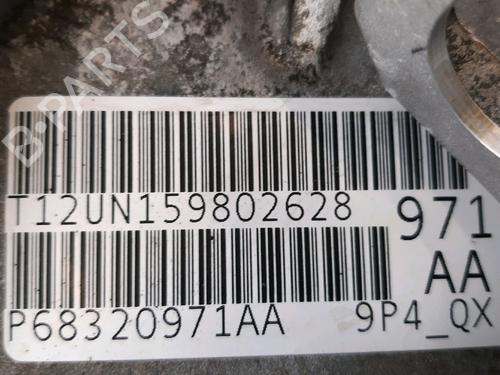 B-PARTS
T12UN159802628
971
AA
P68320971AA
9P4_QX